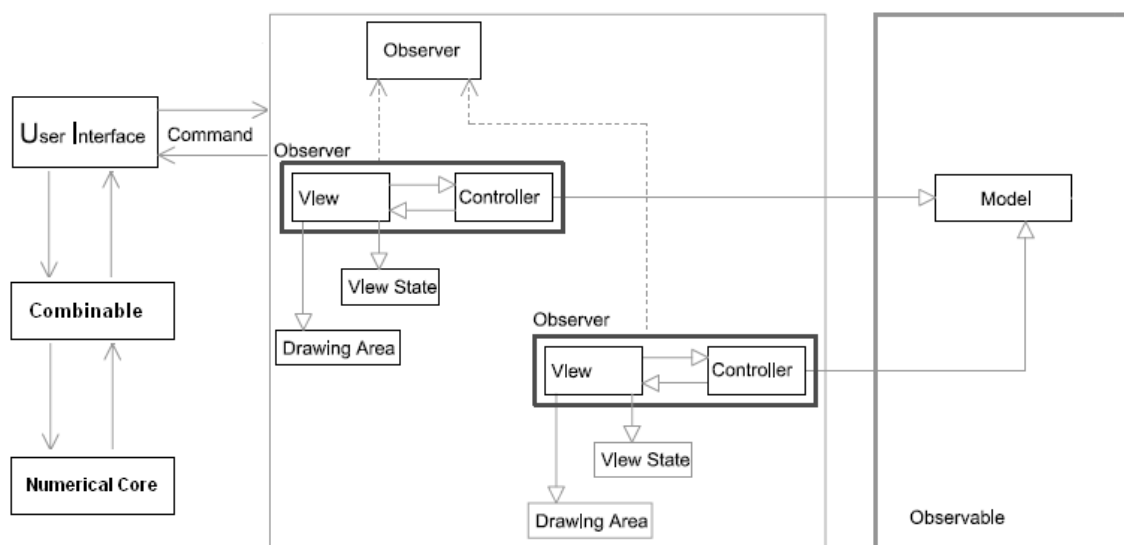 Observer
User Interface
Command
Observer
View
Controller
Model
View State
Combinable
Observer
Drawing Area
View
Controller
View State
Numerical Core
Drawing Area
Observable